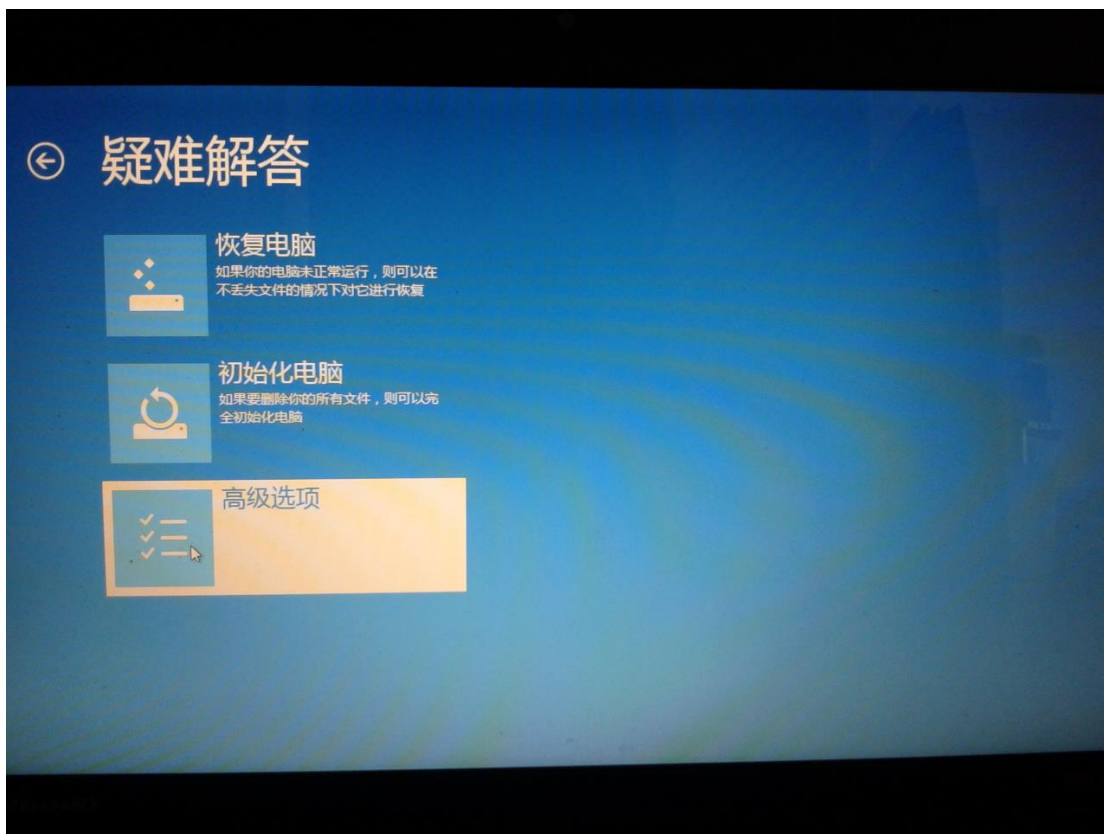 疑难解答
恢复电脑
如果你的电脑未正常运行，则可以在
不丢失文件的情况下对它进行恢复
初始化电脑
如果要删除你的所有文件，则可以完
全初始化电脑
高级选项